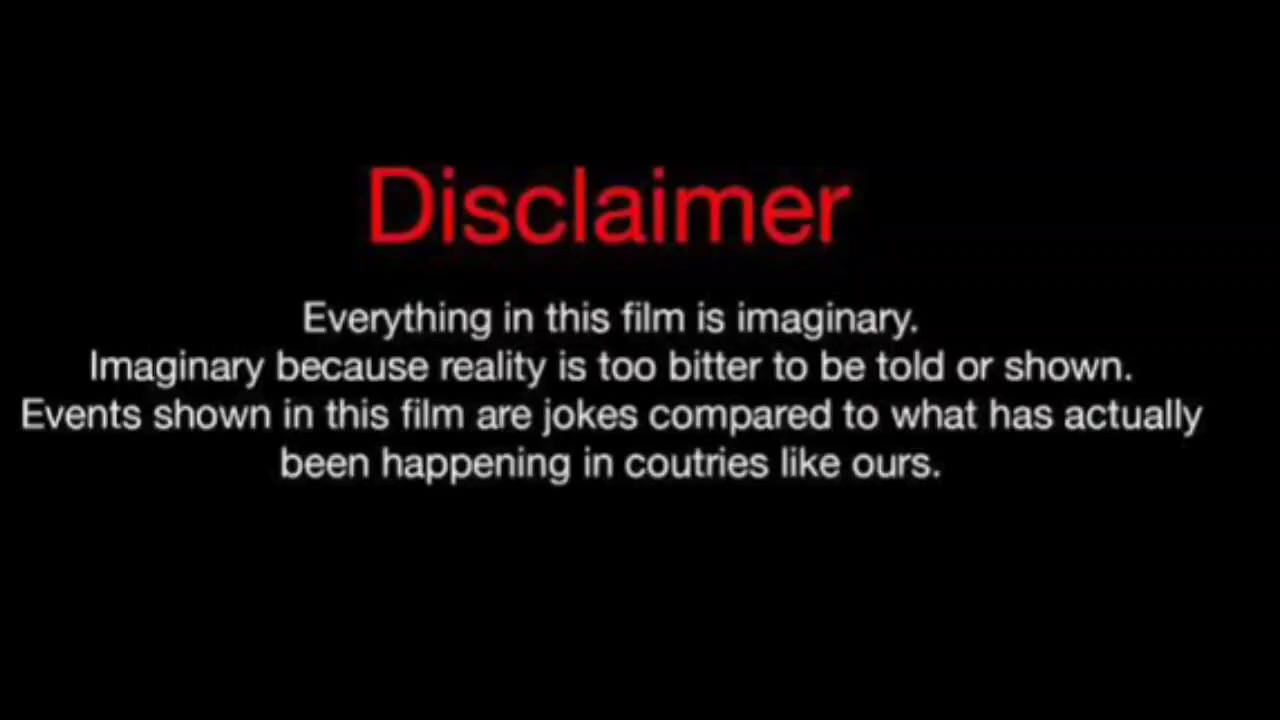 Disclaimer
Everything in this film is imaginary.
Imaginary because reality is too bitter to be told or shown.
Events shown in this film are jokes compared to what has actually
been happening in coutries like ours.